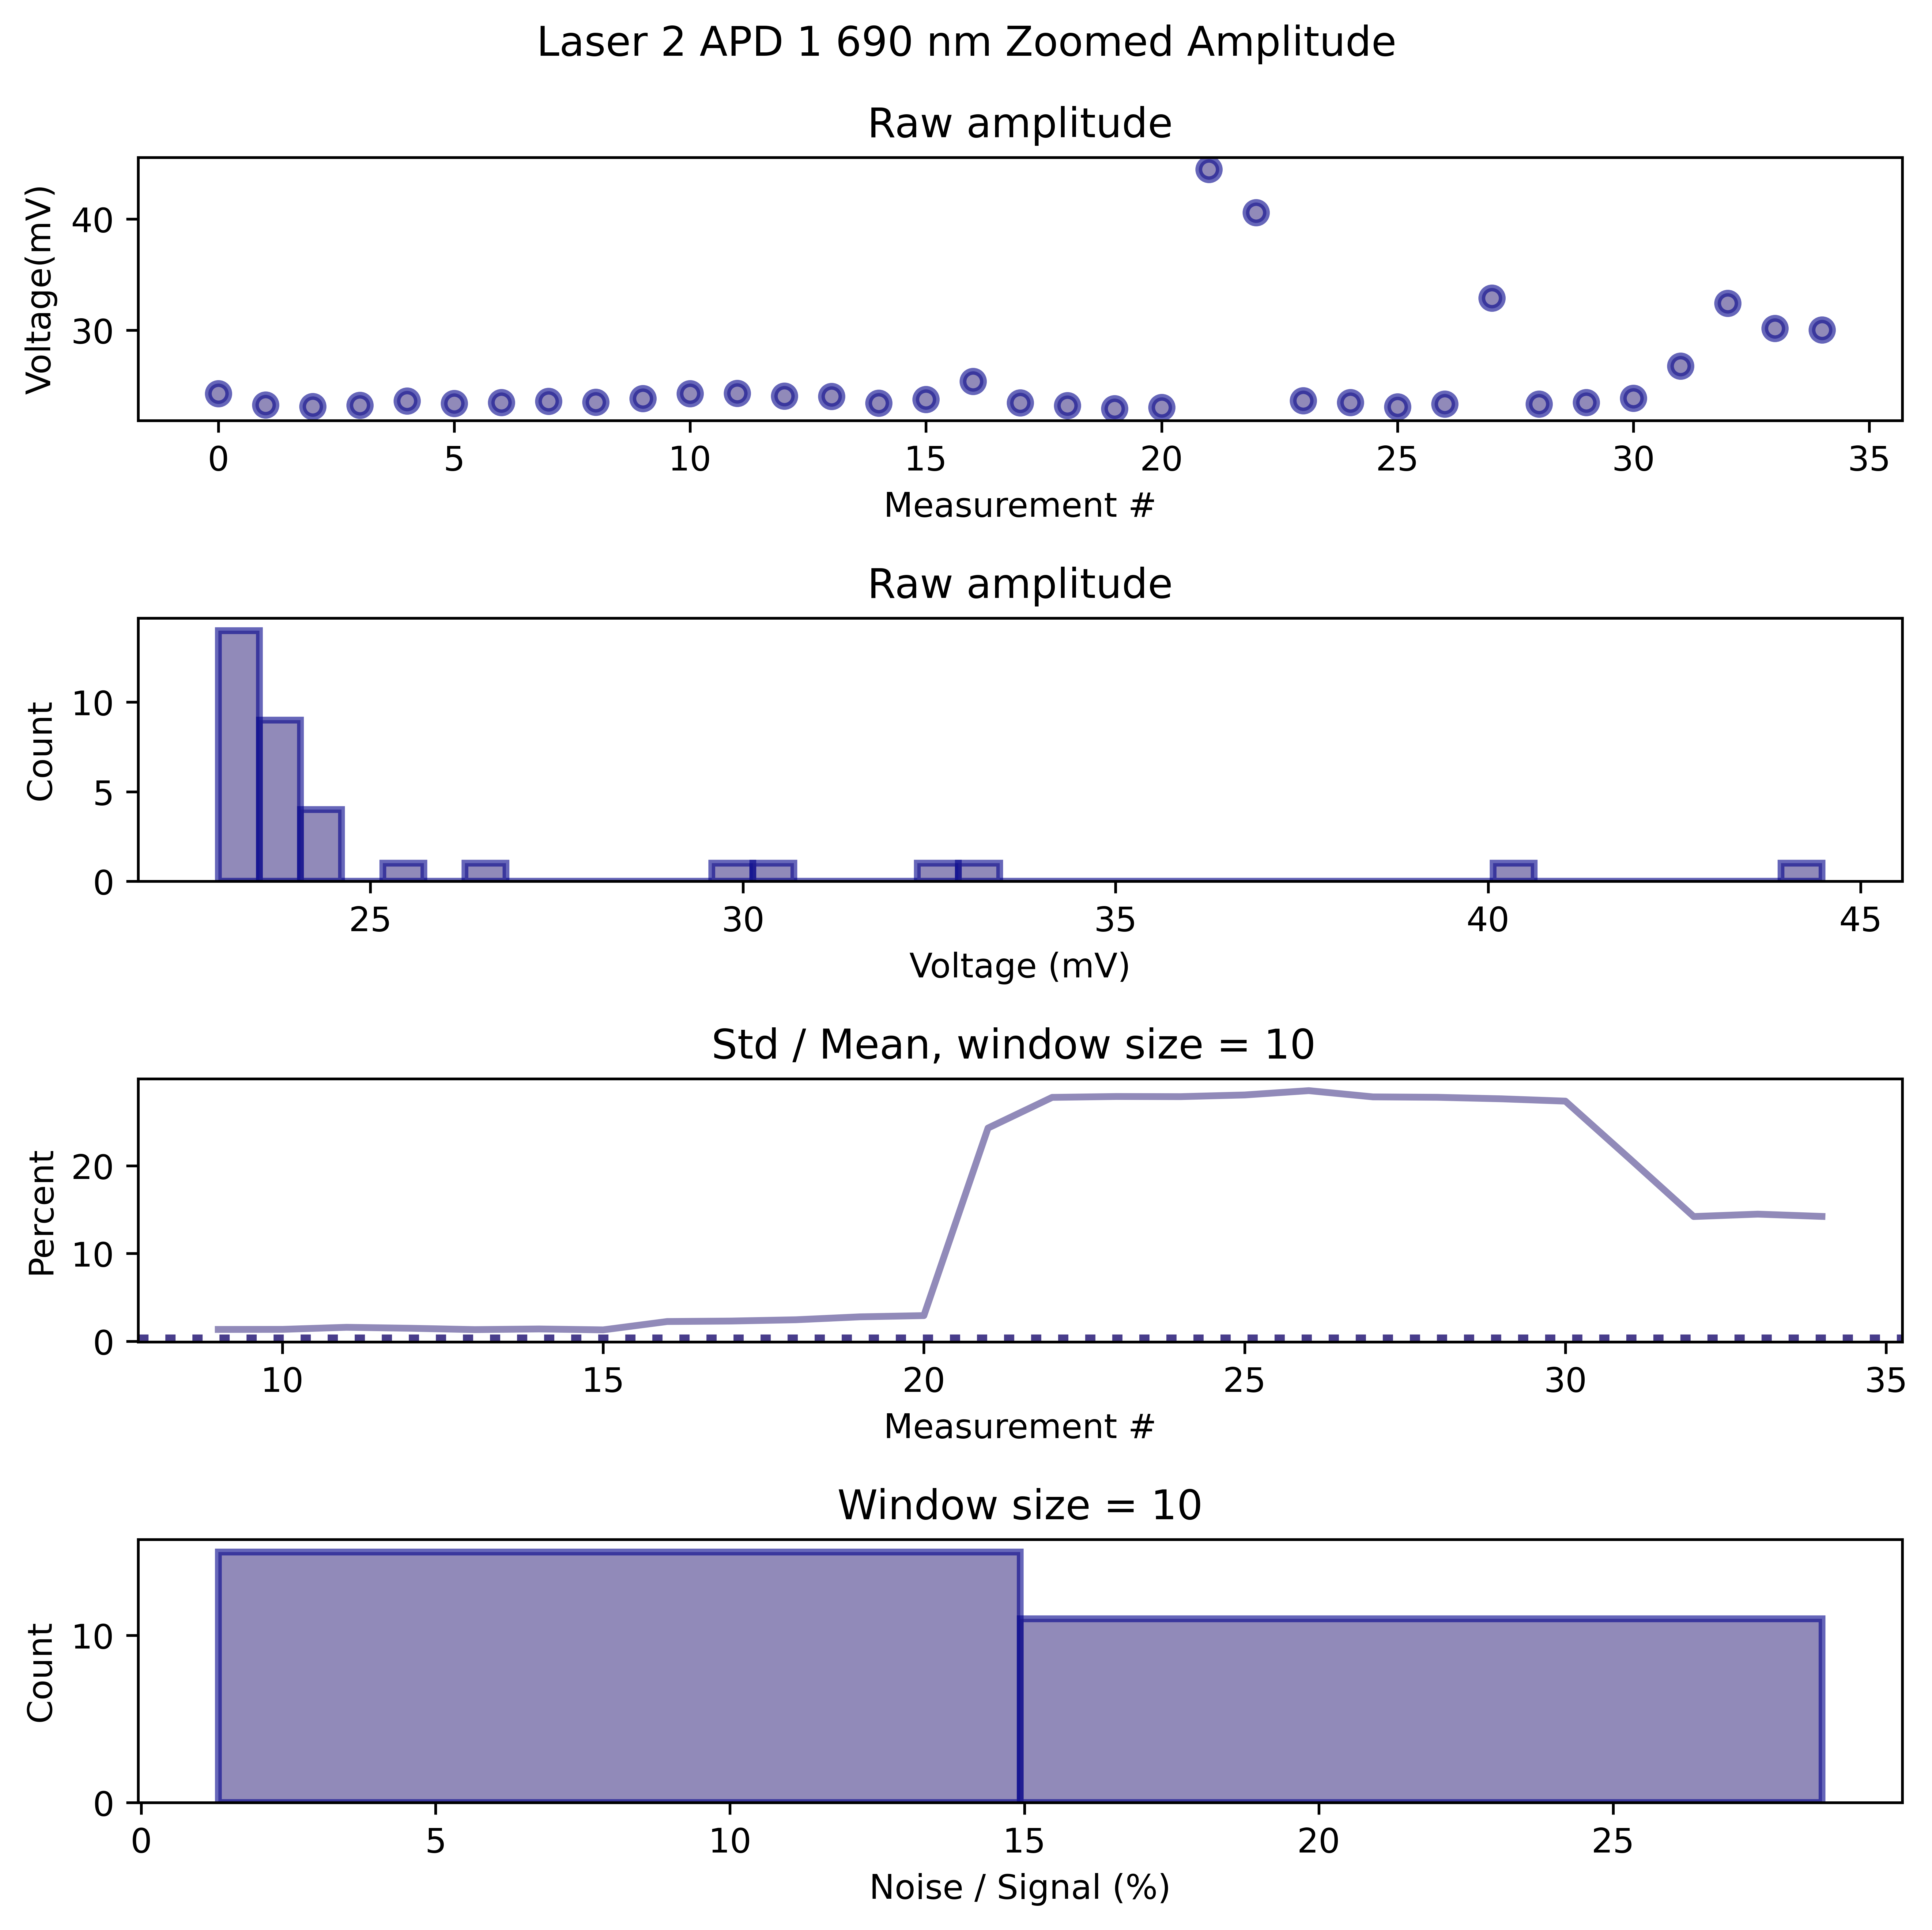 Laser 2 APD 1 690 nm Zoomed Amplitude
Raw amplitude
Voltage(mV)
40
30
0 5 10 15 20 25 30 35
Measurement #
Raw amplitude
Count
10
5
0
25 30 35 40 45
Voltage (mV)
Std / Mean, window size = 10
Percent
20
10
0
10 15 20 25 30 35
Measurement #
Window size = 10
Count
10
0
0 5 10 15 20 25
Noise / Signal (%)